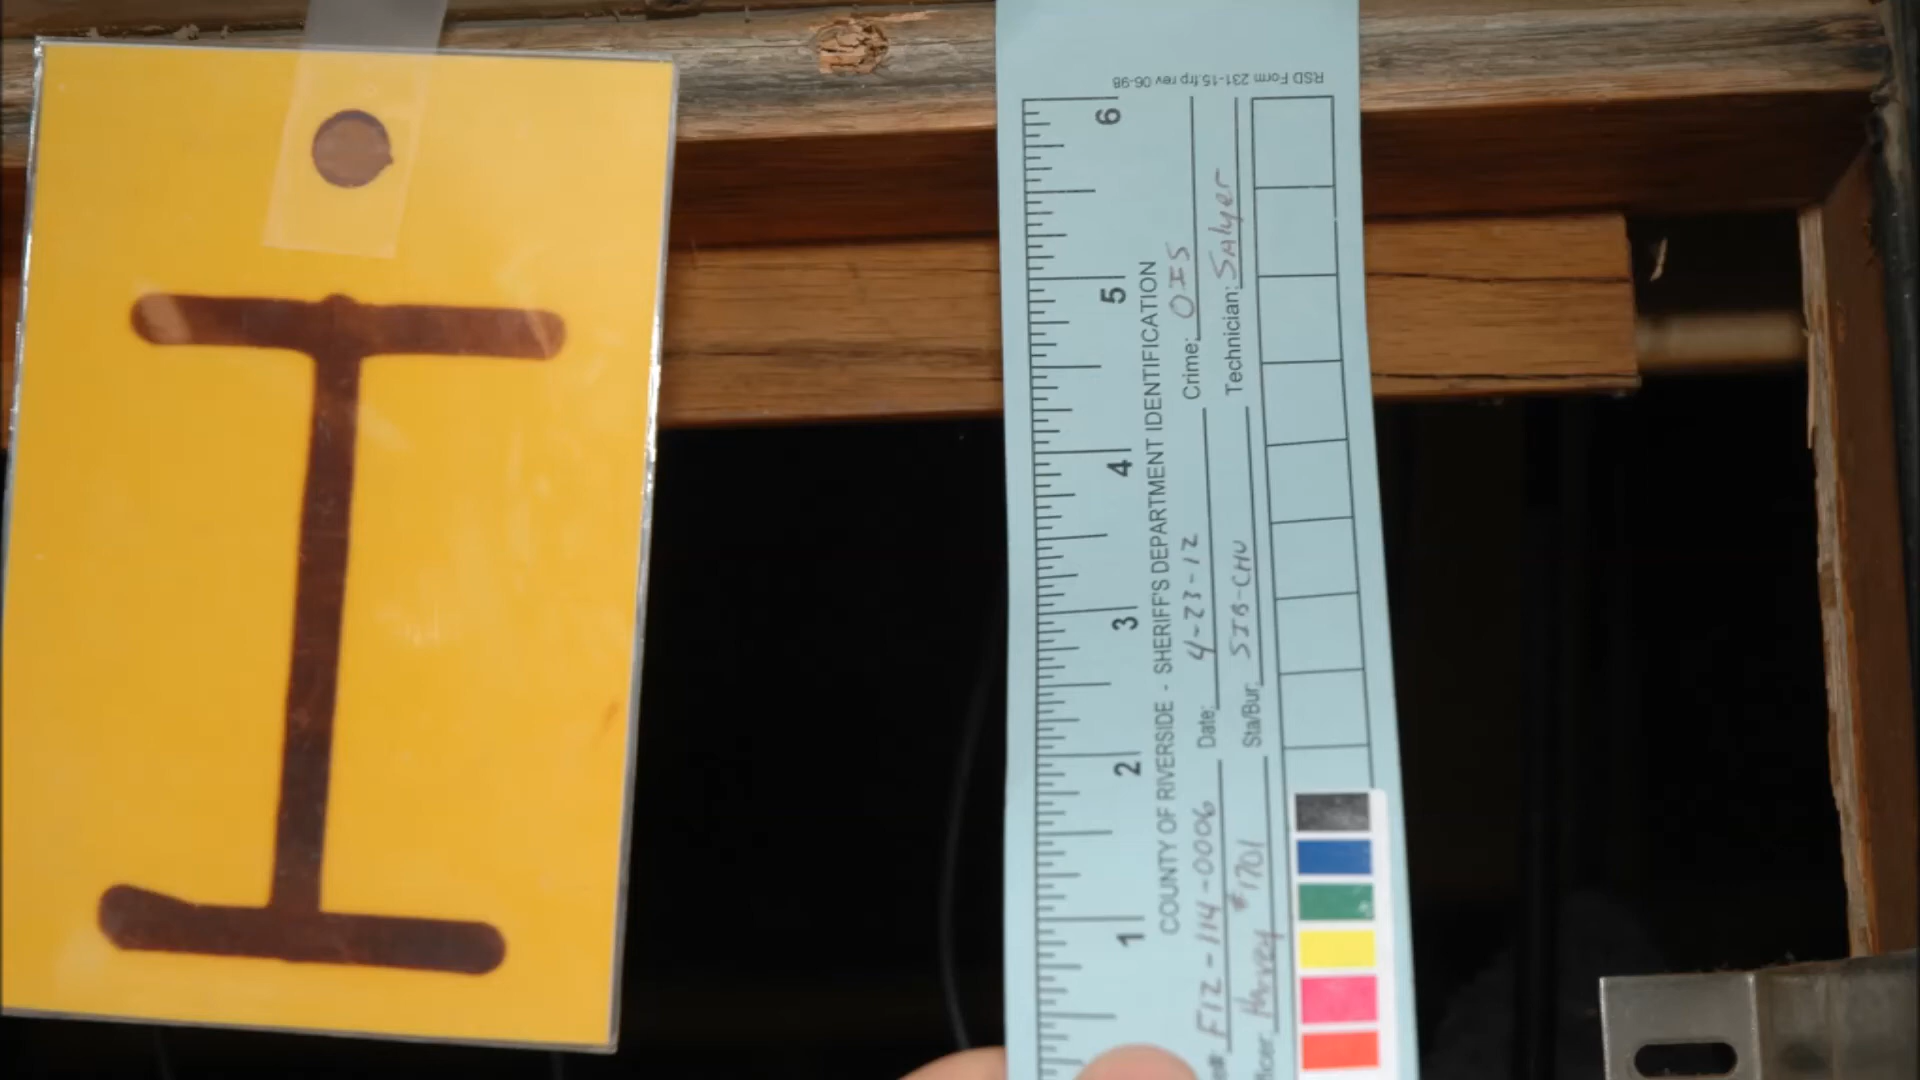 I
RSD Form 231-15.frp rev 06-98
6
5
4
3
2
1
COUNTY OF RIVERSIDE - SHERIFF'S DEPARTMENT IDENTIFICATION
F12-114-0006 Date: 4-23-12 Crime: OIS
Harvey #1701 Sta/Bur: SIB-CHU Technician: SAlyer